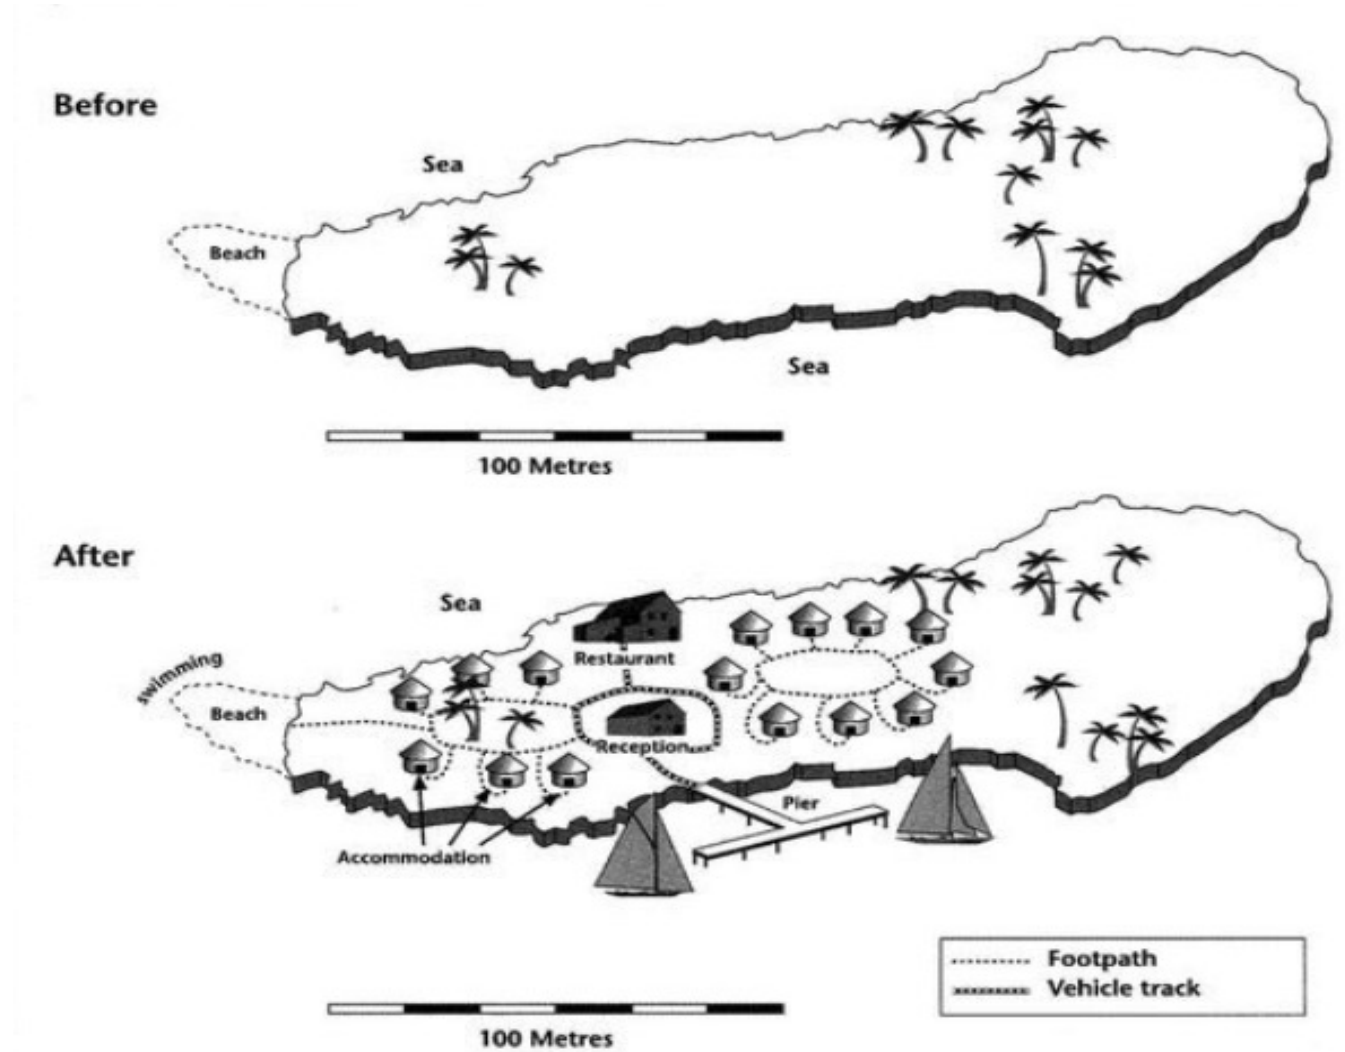 Before
Sea
Beach
Sea
100 Metres
After
Sea
swimming
Restaurant
Beach
Reception
Pier
Accommodation
Footpath
Vehicle track
100 Metres